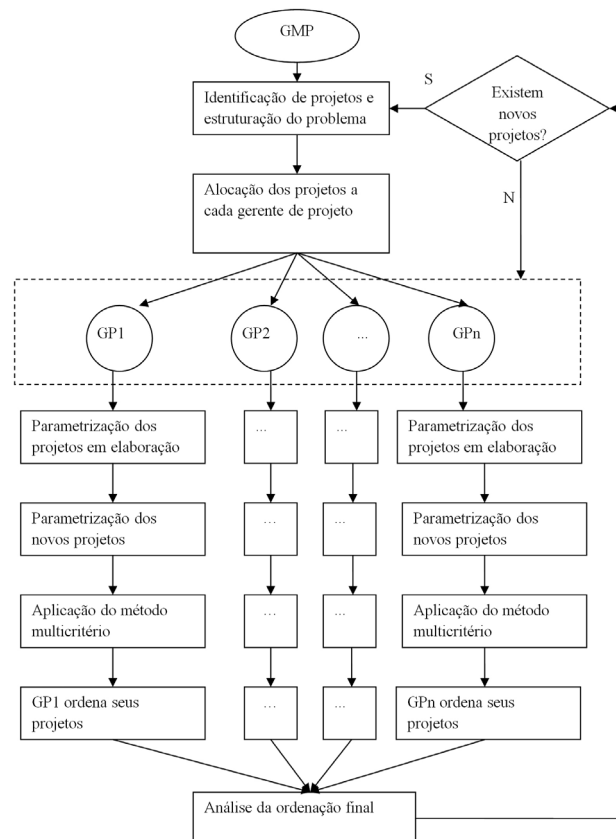 GMP
S
Identificação de projetos e
estruturação do problema
Existem
novos
projetos?
Alocação dos projetos a
cada gerente de projeto
N
GP1
GP2
...
GPn
Parametrização dos
projetos em elaboração
...
...
Parametrização dos
projetos em elaboração
Parametrização dos
novos projetos
...
...
Parametrização dos
novos projetos
Aplicação do método
multicritério
...
...
Aplicação do método
multicritério
GP1 ordena seus
projetos
...
...
GPn ordena seus
projetos
Análise da ordenação final